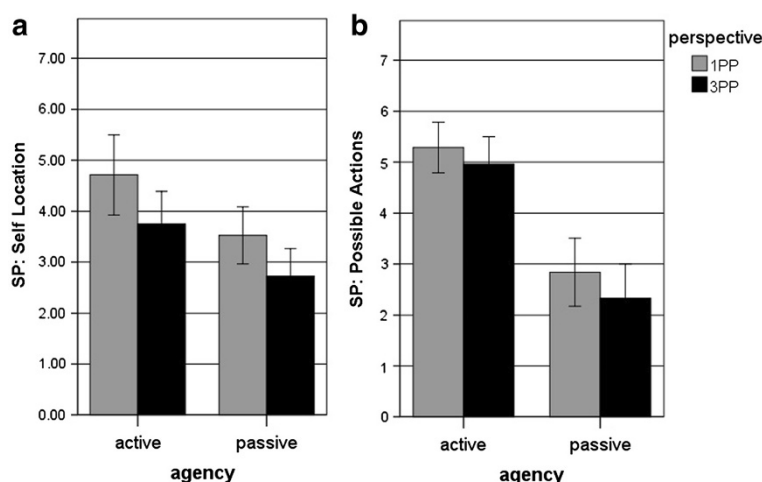 a
SP: Self Location
7.00
6.00
5.00
4.00
3.00
2.00
1.00
0.00
active passive
agency
b
SP: Possible Actions
7
6
5
4
3
2
1
0
active passive
agency
perspective
1PP
3PP